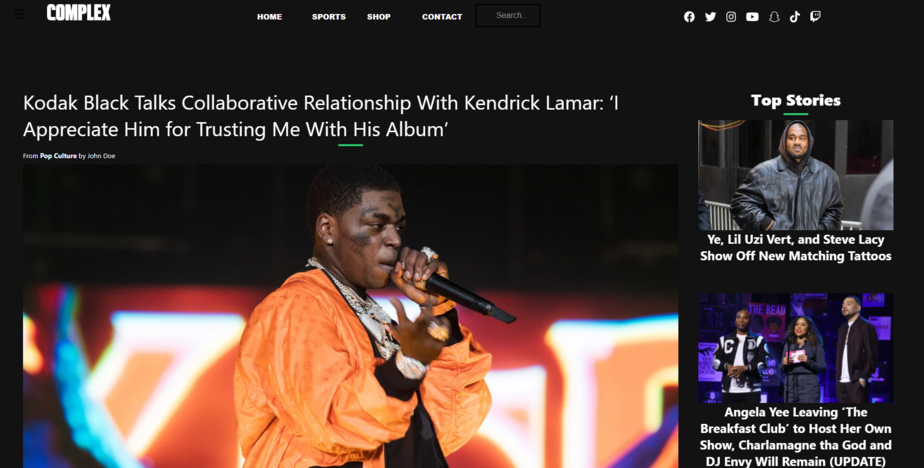 COMPLEX
HOME SPORTS SHOP CONTACT Search..
Kodak Black Talks Collaborative Relationship With Kendrick Lamar: ‘I
Appreciate Him for Trusting Me With His Album’
From Pop Culture by John Doe
Top Stories
Ye, Lil Uzi Vert, and Steve Lacy
Show Off New Matching Tattoos
THE READ
C
Angela Yee Leaving ‘The
Breakfast Club’ to Host Her Own
Show, Charlamagne tha God and
DJ Envy Will Remain (UPDATE)